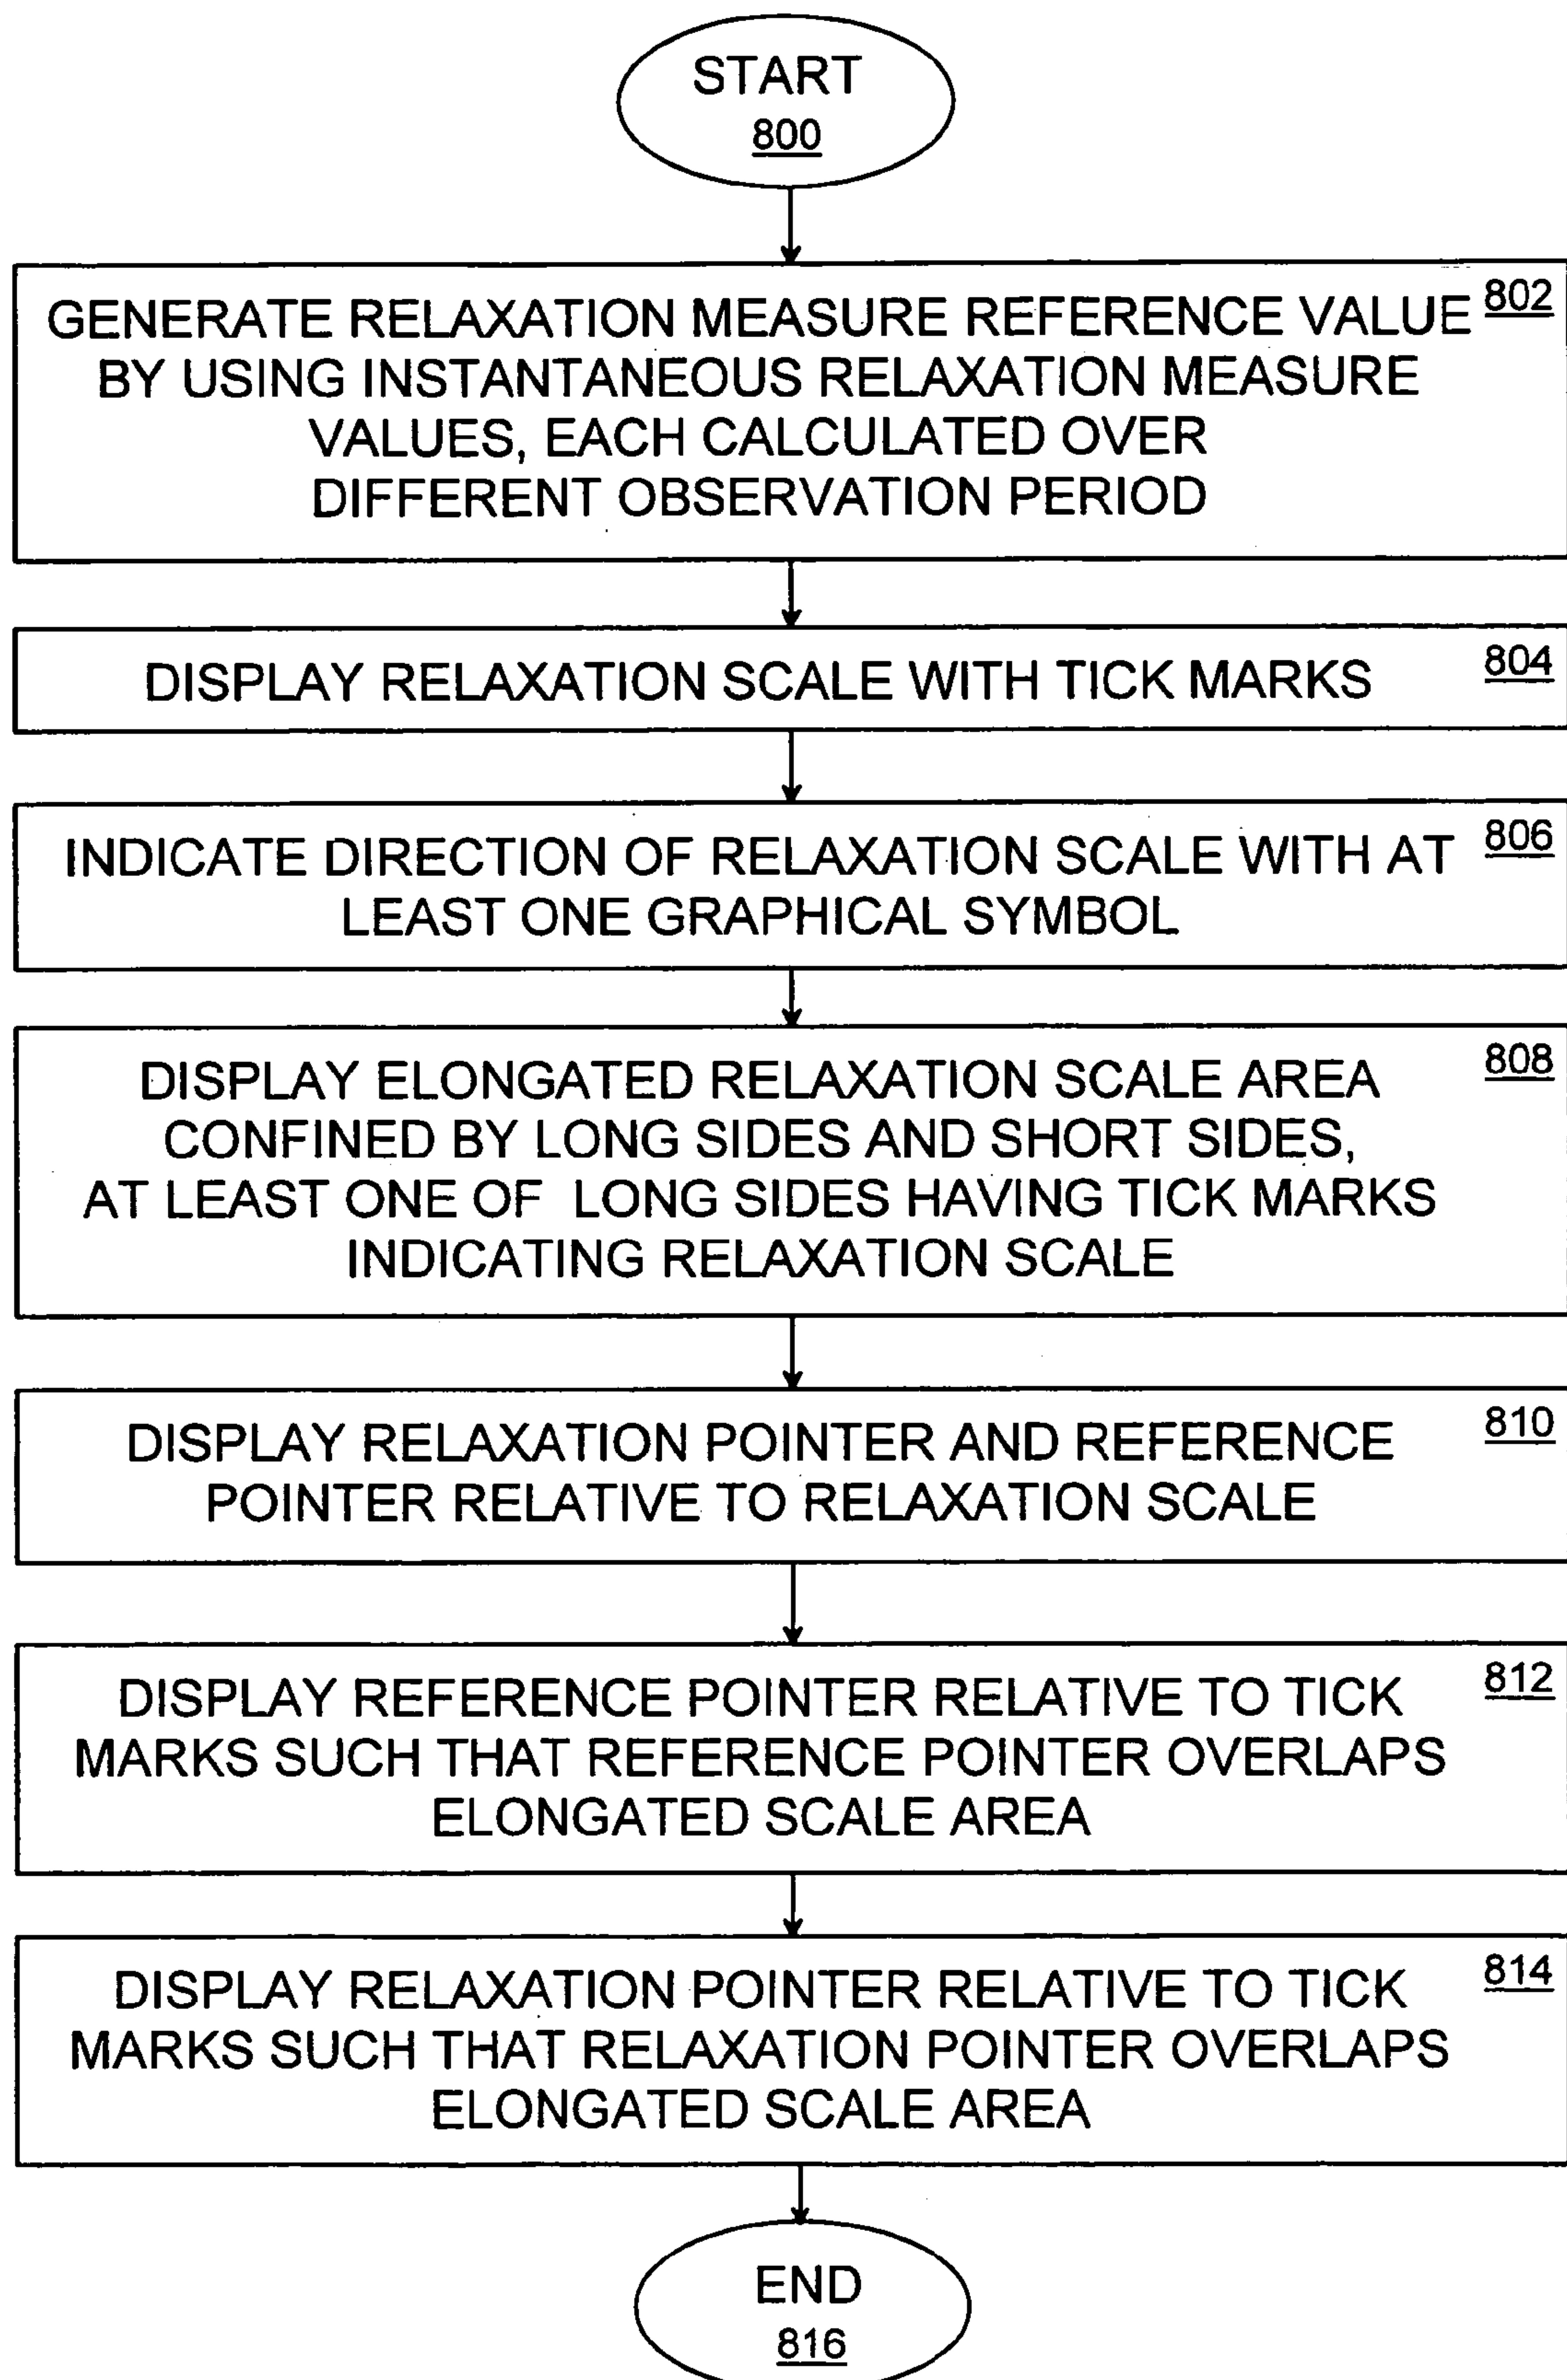 START
800
GENERATE RELAXATION MEASURE REFERENCE VALUE 802
BY USING INSTANTANEOUS RELAXATION MEASURE
VALUES, EACH CALCULATED OVER
DIFFERENT OBSERVATION PERIOD
DISPLAY RELAXATION SCALE WITH TICK MARKS 804
INDICATE DIRECTION OF RELAXATION SCALE WITH AT 806
LEAST ONE GRAPHICAL SYMBOL
DISPLAY ELONGATED RELAXATION SCALE AREA 808
CONFINED BY LONG SIDES AND SHORT SIDES,
AT LEAST ONE OF LONG SIDES HAVING TICK MARKS
INDICATING RELAXATION SCALE
DISPLAY RELAXATION POINTER AND REFERENCE 810
POINTER RELATIVE TO RELAXATION SCALE
DISPLAY REFERENCE POINTER RELATIVE TO TICK 812
MARKS SUCH THAT REFERENCE POINTER OVERLAPS
ELONGATED SCALE AREA
DISPLAY RELAXATION POINTER RELATIVE TO TICK 814
MARKS SUCH THAT RELAXATION POINTER OVERLAPS
ELONGATED SCALE AREA
END
816